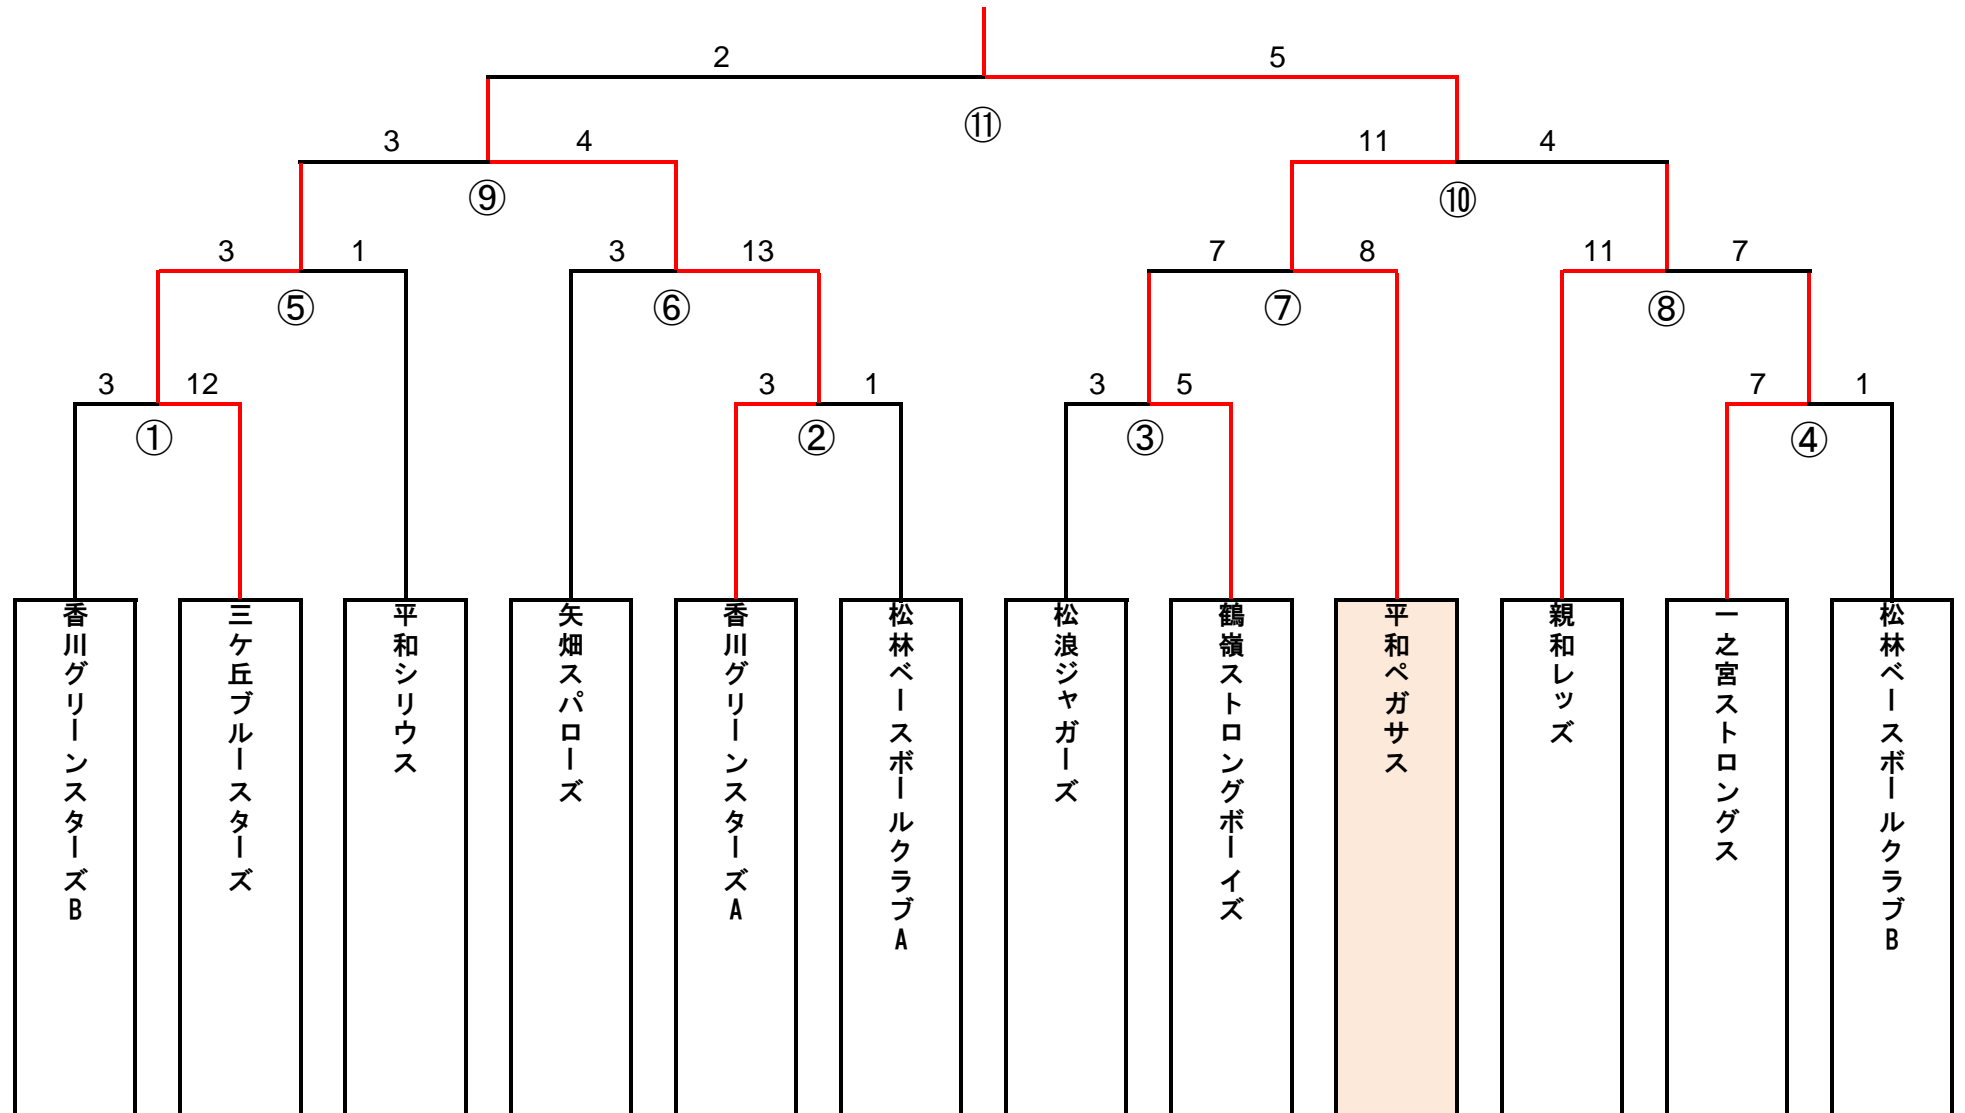 2
5
⑪
3
4
11
4
⑨
⑩
3
1
3
13
7
8
11
7
⑤
⑥
⑦
⑧
3
12
3
1
3
5
7
1
①
②
③
④
香川グリーンスターズB
三ケ丘ブルースターズ
平和シリウス
矢畑スパローズ
香川グリーンスターズA
松林ベースボールクラブA
松浪ジャガーズ
鶴嶺ストロングボーイズ
平和ペガサス
親和レッズ
一之宮ストロングス
松林ベースボールクラブB